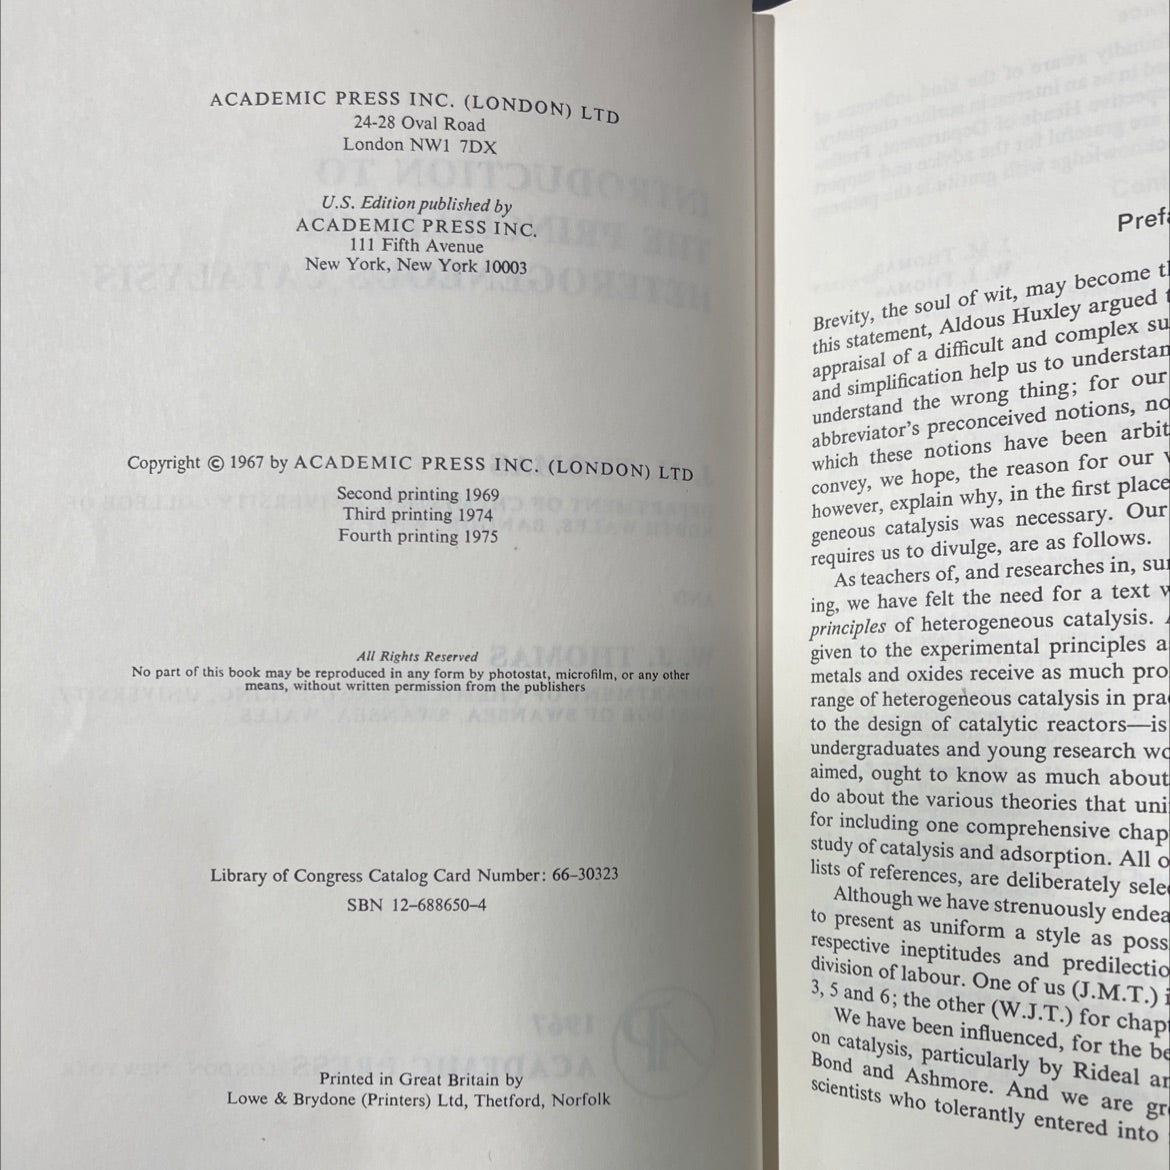 ACADEMIC PRESS INC. (LONDON) LTD
24-28 Oval Road
London NW1 7DX
U.S. Edition published by
ACADEMIC PRESS INC.
111 Fifth Avenue
New York, New York 10003
Copyright © 1967 by ACADEMIC PRESS INC. (LONDON) LTD
Second printing 1969
Third printing 1974
Fourth printing 1975
All Rights Reserved
No part of this book may be reproduced in any form by photostat, microfilm, or any other
means, without written permission from the publishers
Library of Congress Catalog Card Number: 66-30323
SBN 12-688650-4
Printed in Great Britain by
Lowe & Brydone (Printers) Ltd, Thetford, Norfolk
Prefa
Brevity, the soul of wit, may become th
this statement, Aldous Huxley argued t
appraisal of a difficult and complex su
and simplification help us to understan
understand the wrong thing; for our
abbreviator's preconceived notions, no
which these notions have been arbit
convey, we hope, the reason for our
however, explain why, in the first place
geneous catalysis was necessary. Our
requires us to divulge, are as follows.
As teachers of, and researches in, sur
ing, we have felt the need for a text w
principles of heterogeneous catalysis. A
given to the experimental principles a
metals and oxides receive as much pro
range of heterogeneous catalysis in prac
to the design of catalytic reactors—is
undergraduates and young research wo
aimed, ought to know as much about
do about the various theories that uni
for including one comprehensive chap
study of catalysis and adsorption. All o
lists of references, are deliberately selec
Although we have strenuously endea
to present as uniform a style as poss
respective ineptitudes and predilectio
division of labour. One of us (J.M.T.) i
3, 5 and 6; the other (W.J.T.) for chapt
We have been influenced, for the be
on catalysis, particularly by Rideal an
Bond and Ashmore. And we are gr
scientists who tolerantly entered into